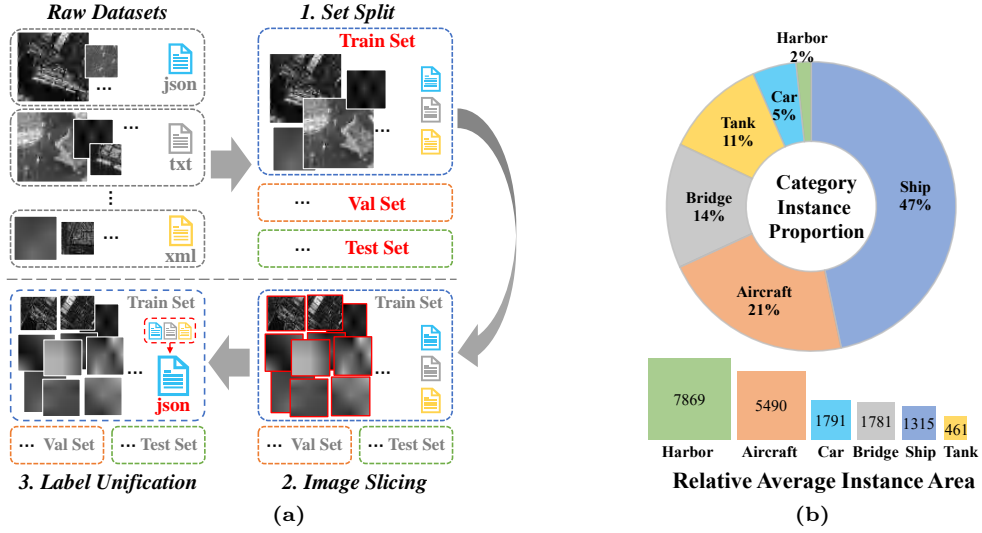 Raw Datasets
json
...
txt
...
...
xml
...
1. Set Split
Train Set
...
... Val Set
... Test Set
Train Set
...
json
... Val Set
... Test Set
3. Label Unification
Train Set
...
... Val Set
... Test Set
2. Image Slicing
(a)
Harbor
2%
Car
5%
Tank
11%
Bridge
14%
Aircraft
21%
Ship
47%
Category
Instance
Proportion
7869
5490
1791
1781
1315
461
Harbor
Aircraft
Car
Bridge
Ship
Tank
Relative Average Instance Area
(b)